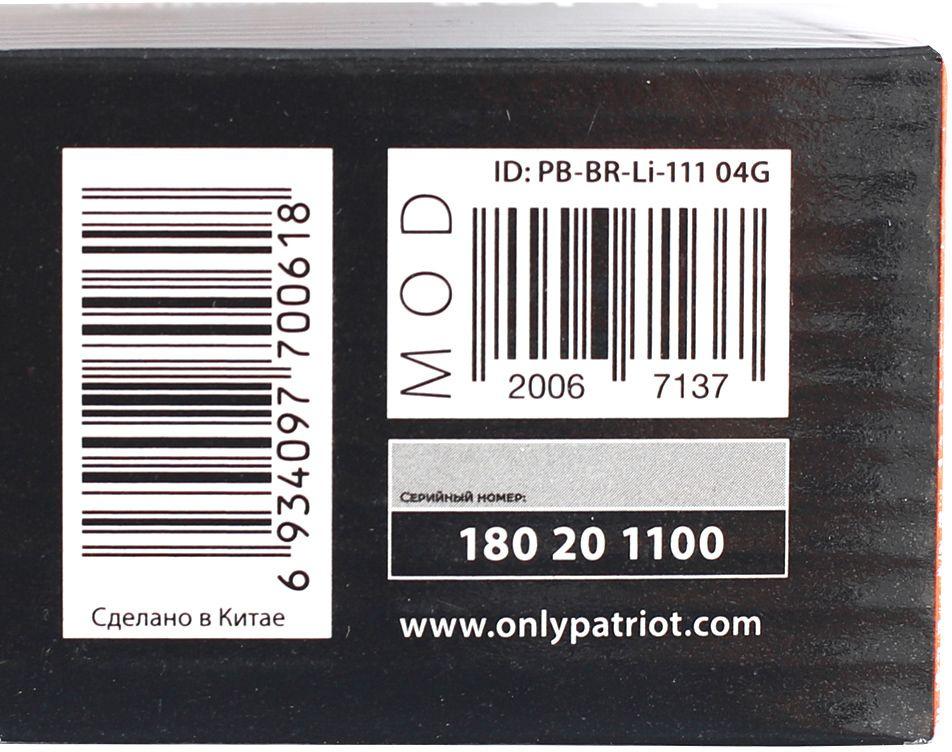 6 934097 700618
Сделано в Китае
ID: PB-BR-Li-111 04G
MOD
2006 7137
Серийный номер:
180 20 1100
www.onlypatriot.com